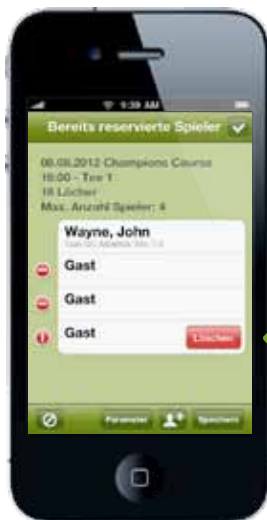 9:39 AM
Bereits reservierte Spieler
08.08.2012 Champions Course
16:00 - Tee 1
18 Löcher
Max. Anzahl Spieler: 4
Wayne, John
Gast
Gast
Gast
Löschen
Parameter
Speichern